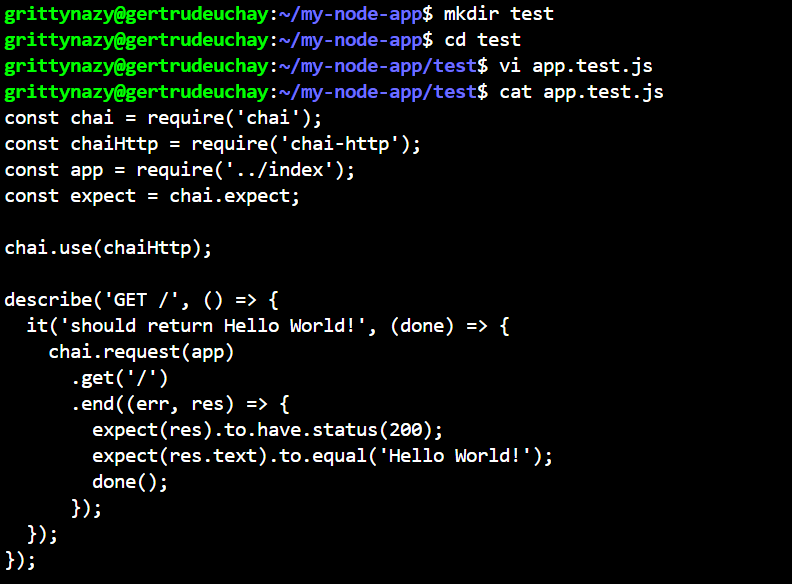 grittynazy@gertrudeuchay:~/my-node-app$ mkdir test
grittynazy@gertrudeuchay:~/my-node-app$ cd test
grittynazy@gertrudeuchay:~/my-node-app/test$ vi app.test.js
grittynazy@gertrudeuchay:~/my-node-app/test$ cat app.test.js
const chai = require('chai');
const chaiHttp = require('chai-http');
const app = require('../index');
const expect = chai.expect;

chai.use(chaiHttp);

describe('GET /', () => {
  it('should return Hello World!', (done) => {
    chai.request(app)
      .get('/')
      .end((err, res) => {
        expect(res).to.have.status(200);
        expect(res.text).to.equal('Hello World!');
        done();
      });
  });
});